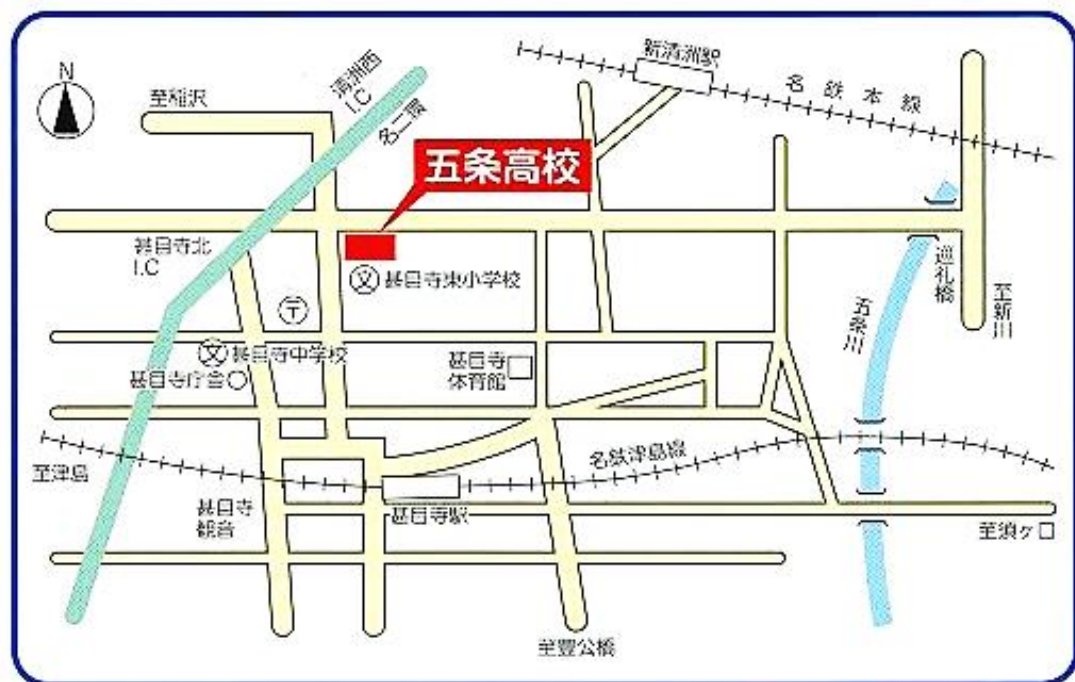 N
至稲沢
清洲西
I.C
名二環
新清洲駅
名鉄本線
五条高校
甚目寺北
I.C
甚目寺東小学校
巡礼橋
至新川
五条川
甚目寺中学校
甚目寺庁舎
甚目寺
体育館
至津島
名鉄津島線
甚目寺
観音
甚目寺駅
至須ヶ口
至豊公橋
文
文
〒